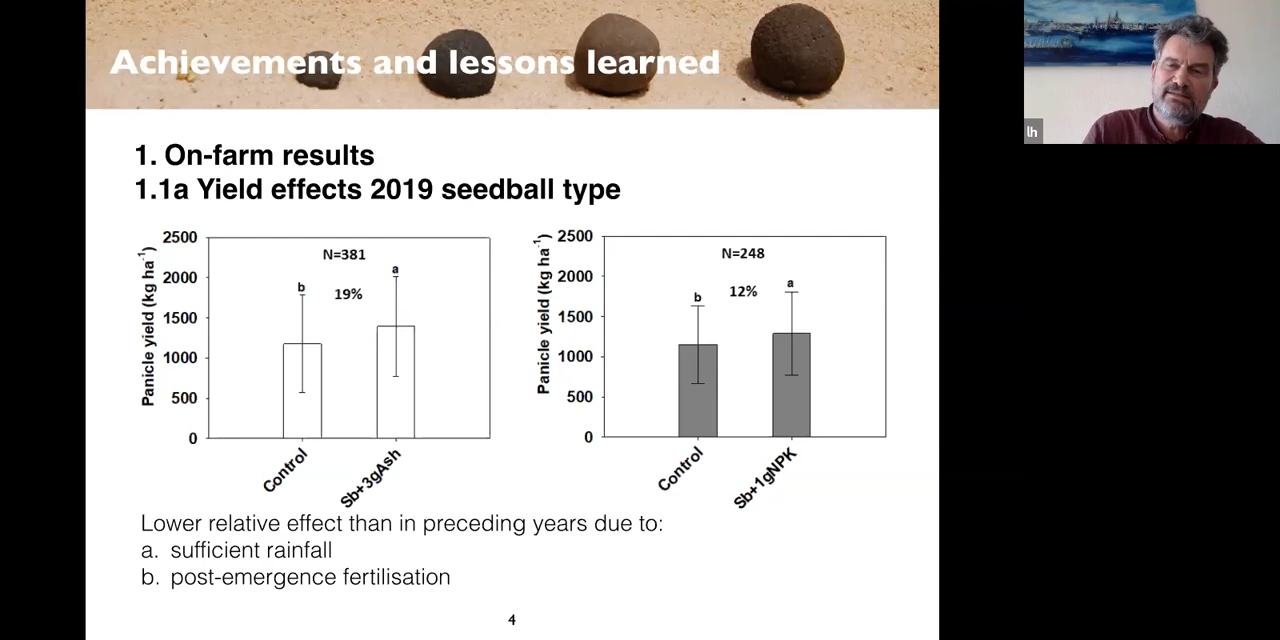 Achievements and lessons learned
lh
1. On-farm results
1.1a Yield effects 2019 seedball type
Panicle yield (kg ha-1)
2500
2000
1500
1000
500
0
N=381
b
19%
a
Control
Sb+3gAsh
Panicle yield (kg ha-1)
2500
2000
1500
1000
500
0
N=248
b
12%
a
Control
Sb+1gNPK
Lower relative effect than in preceding years due to:
a. sufficient rainfall
b. post-emergence fertilisation
4